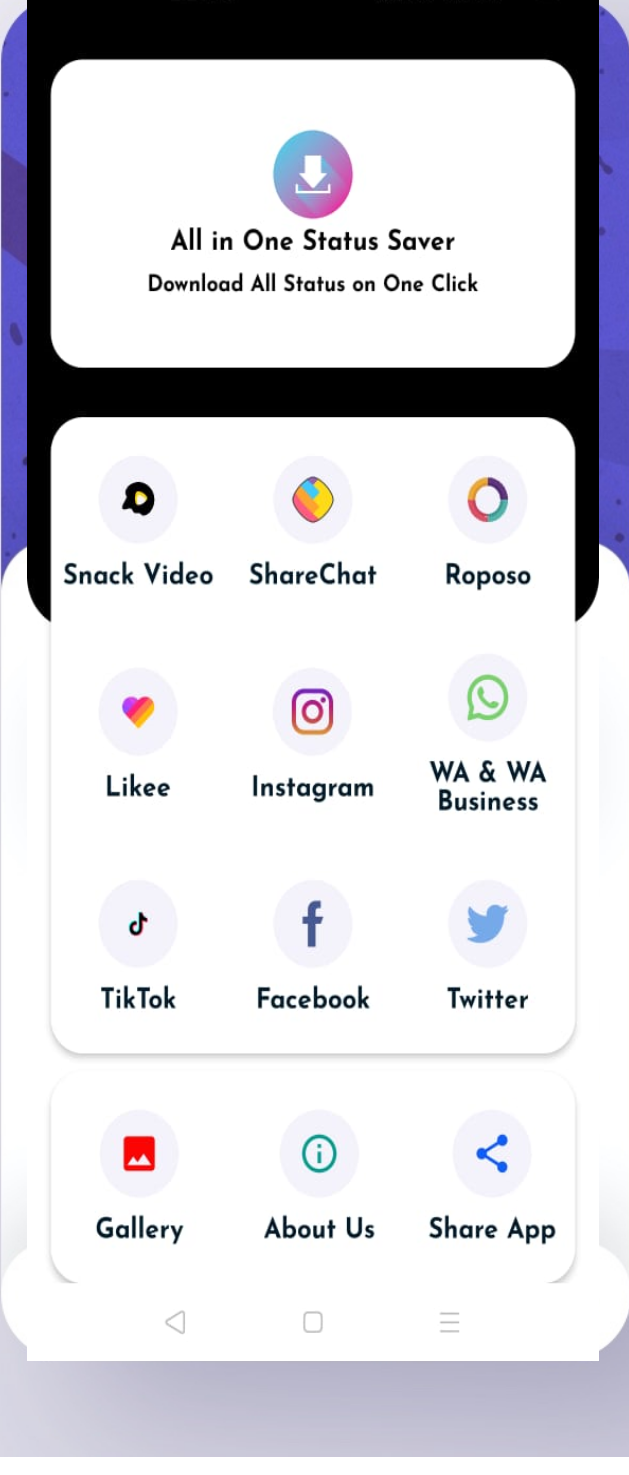 All in One Status Saver
Download All Status on One Click
Snack Video ShareChat Roposo
Likee Instagram WA & WA
Business
TikTok Facebook Twitter
Gallery About Us Share App